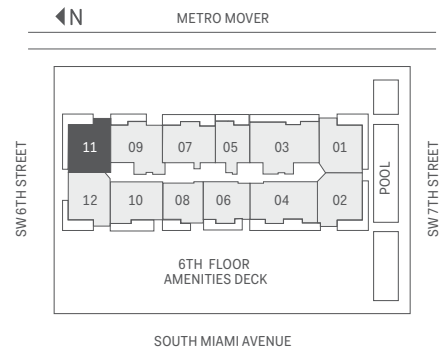 N
METRO MOVER
SW 6TH STREET
11
09
07
05
03
01
12
10
08
06
04
02
POOL
SW 7TH STREET
6TH FLOOR
AMENITIES DECK
SOUTH MIAMI AVENUE